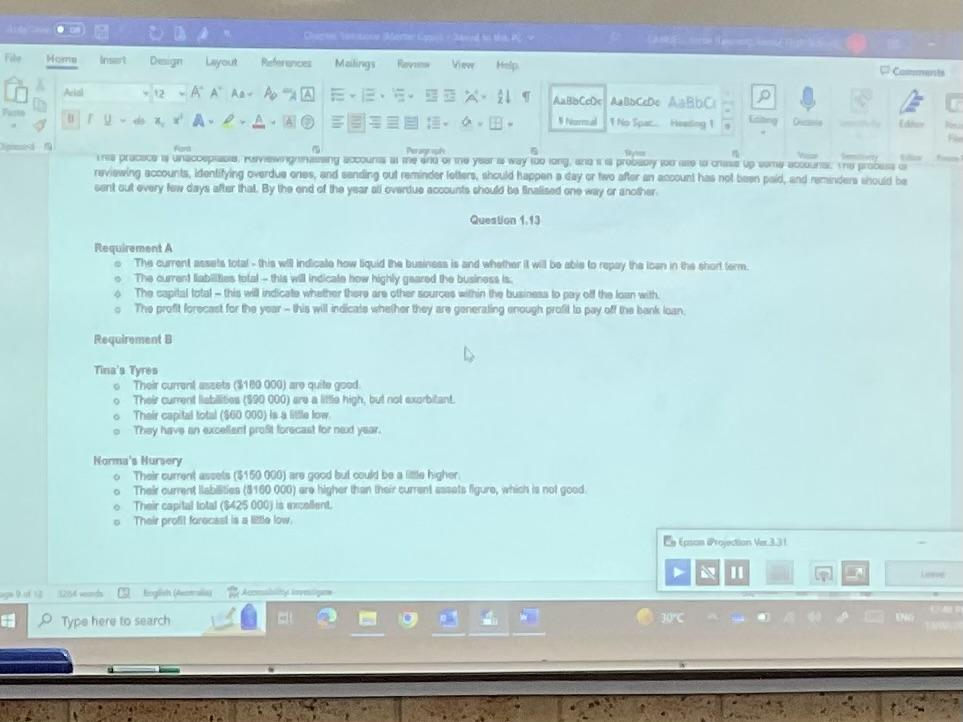 Off
File Home Insert Design Layout References Mailings Review View Help
Comments
Arial 12 Aa
AaBbCcDc AaBbCcDc AaBbCc
Normal No Spac... Heading 1
Editing Dictate Sensitivity Editor
Paste
Font Paragraph Styles Voice Sensitivity Editor
This practice is unacceptable. Reviewing/finalising accounts at the end of the year is way too long, and it is probably too late to chase up some accounts. The process of
reviewing accounts, identifying overdue ones, and sending out reminder letters, should happen a day or two after an account has not been paid, and reminders should be
sent out every few days after that. By the end of the year all overdue accounts should be finalised one way or another.
Question 1.13
Requirement A
o The current assets total - this will indicate how liquid the business is and whether it will be able to repay the loan in the short term.
o The current liabilities total – this will indicate how highly geared the business is.
o The capital total – this will indicate whether there are other sources within the business to pay off the loan with.
o The profit forecast for the year – this will indicate whether they are generating enough profit to pay off the bank loan.
Requirement B
Tina's Tyres
o Their current assets ($180 000) are quite good.
o Their current liabilities ($90 000) are a little high, but not exorbitant.
o Their capital total ($60 000) is a little low.
o They have an excellent profit forecast for next year.
Norma's Nursery
o Their current assets ($150 000) are good but could be a little higher.
o Their current liabilities ($160 000) are higher than their current assets figure, which is not good.
o Their capital total ($425 000) is excellent.
o Their profit forecast is a little low.
Epson iProjection Ver.3.31
Leave
Page 9 of 12 3264 words English (Australia) Accessibility: Investigate
Type here to search
30°C
ENG